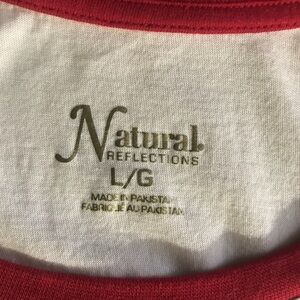 Natural
REFLECTIONS
L/G
MADE IN PAKISTAN
FABRIQUÉ AU PAKISTAN